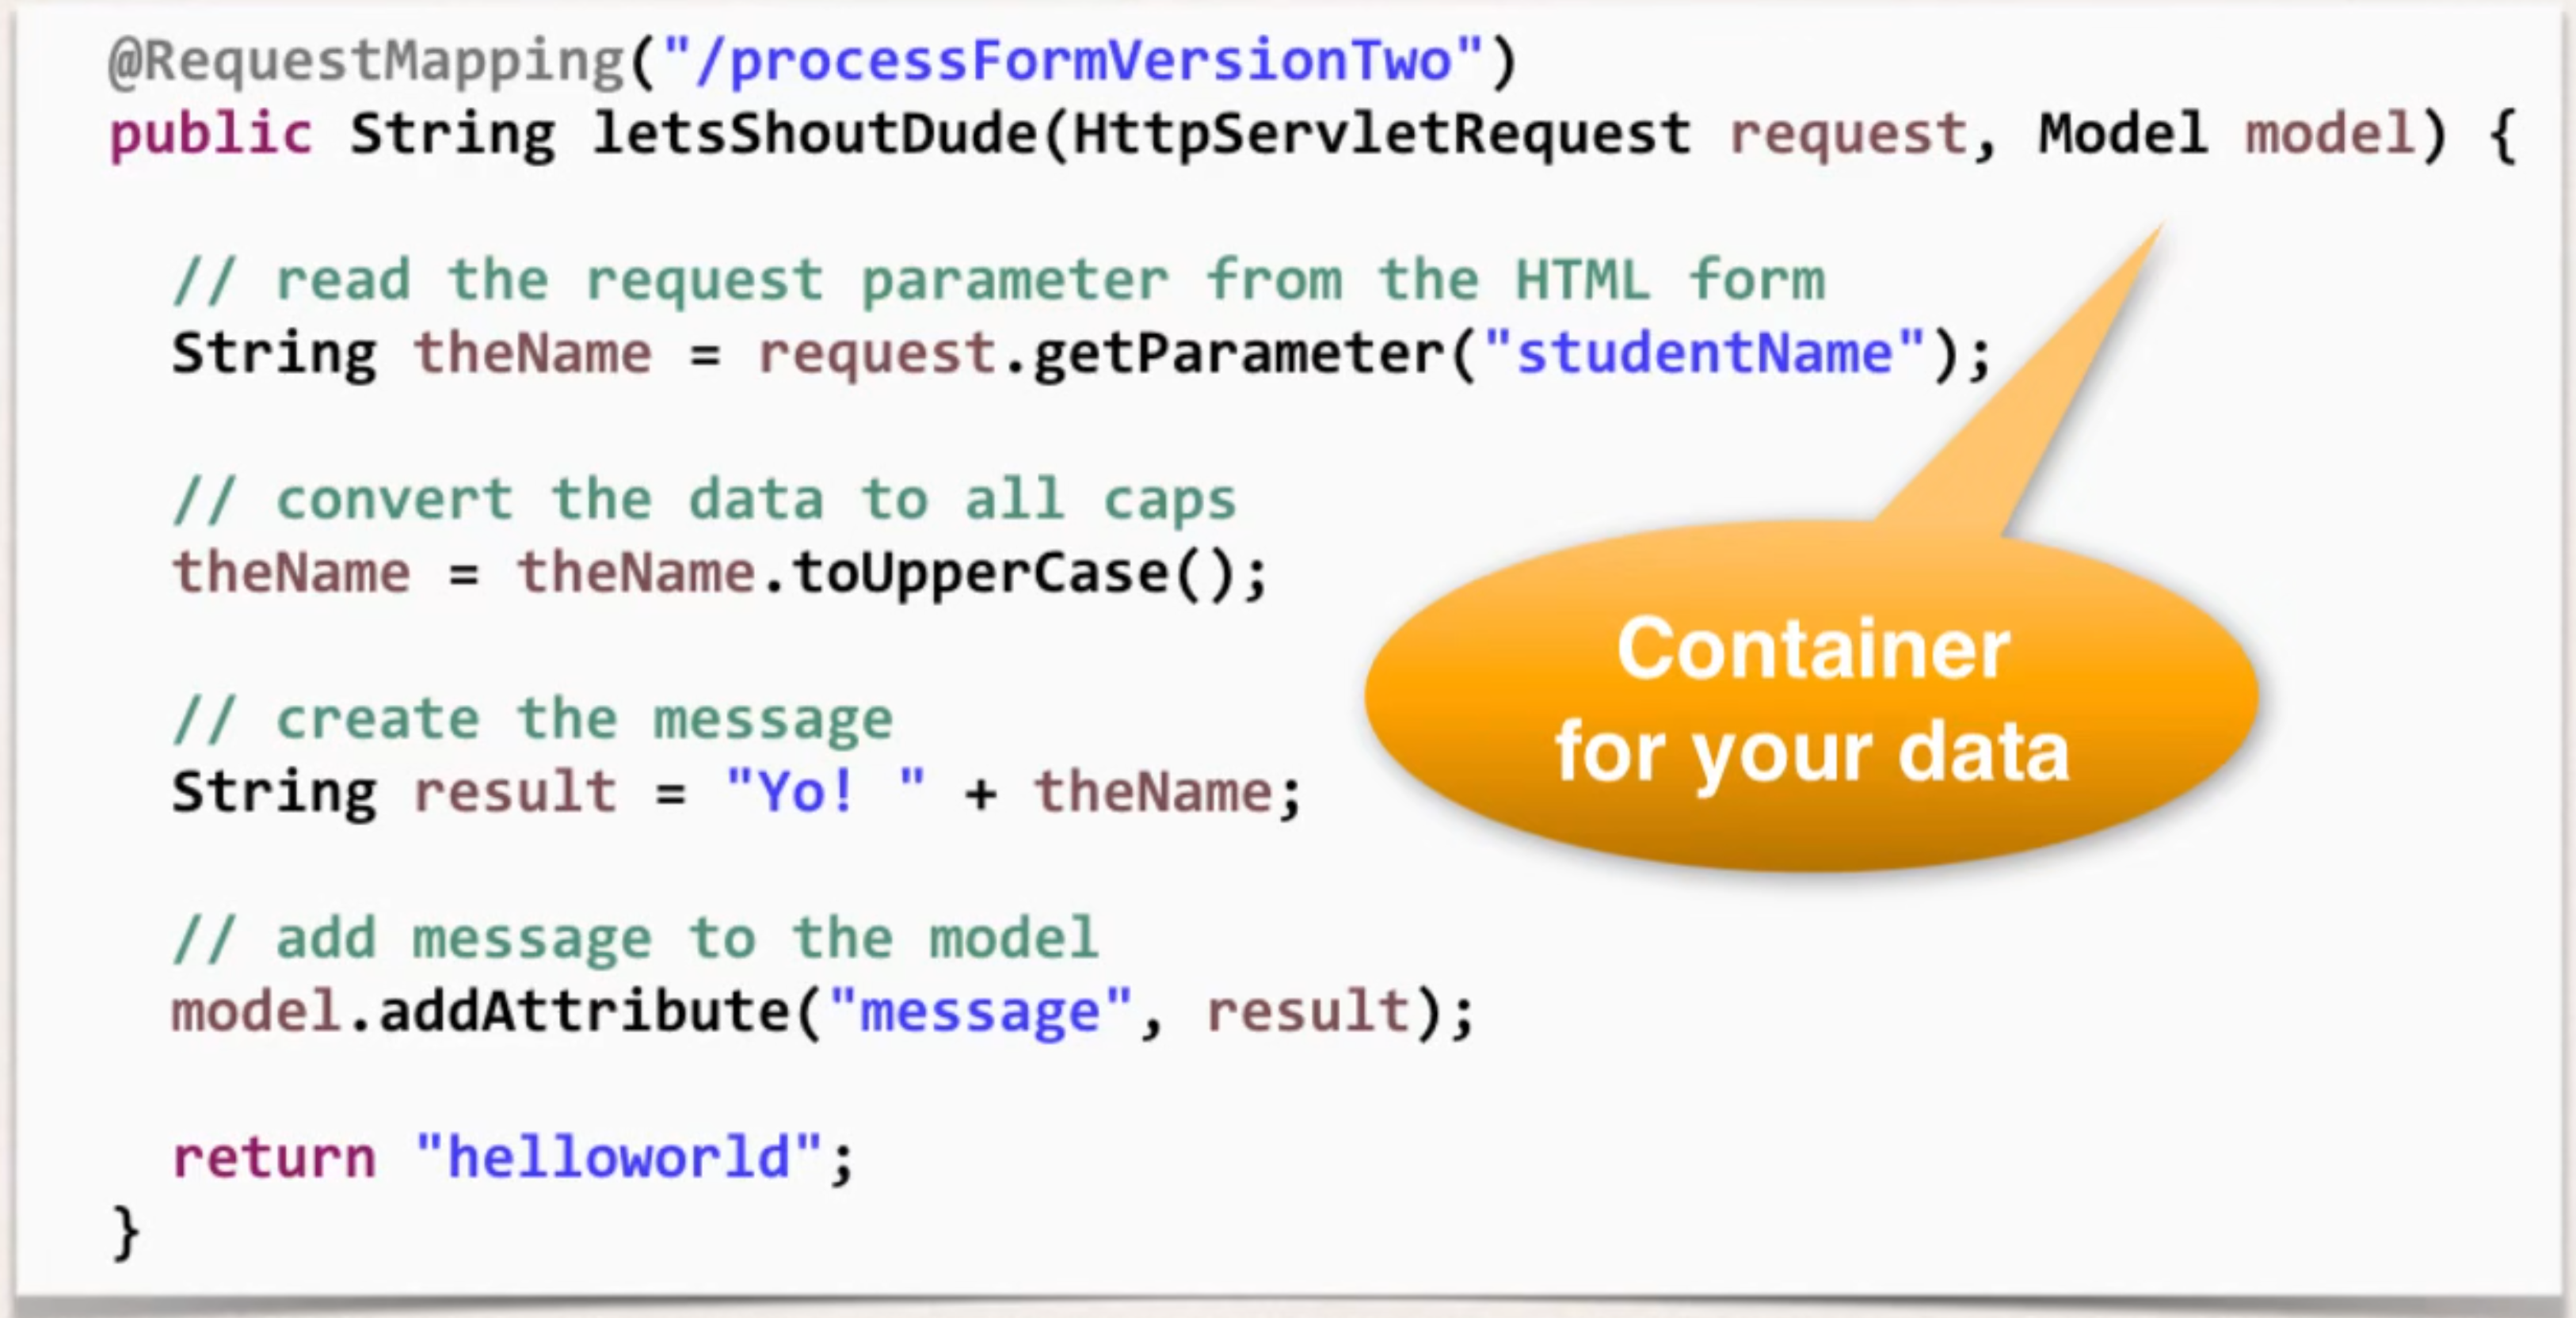 @RequestMapping("/processFormVersionTwo")
public String letsShoutDude(HttpServletRequest request, Model model) {
// read the request parameter from the HTML form
String theName = request.getParameter("studentName");
// convert the data to all caps
theName = theName.toUpperCase();
// create the message
String result = "Yo! " + theName;
// add message to the model
model.addAttribute("message", result);
return "helloworld";
}
Container
for your data